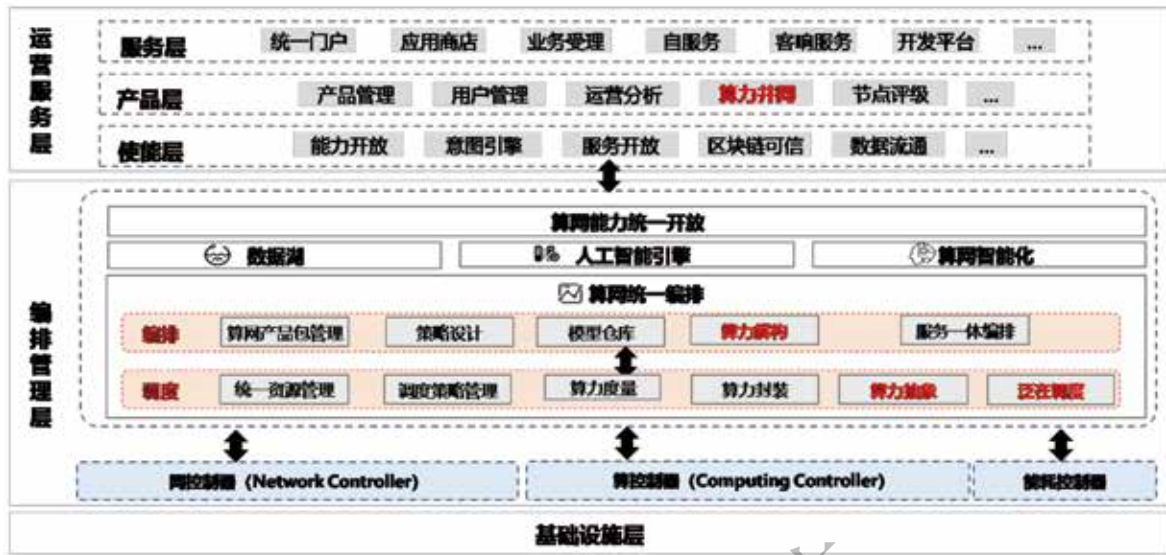 运营服务层
服务层 统一门户 应用商店 业务受理 自服务 客响服务 开发平台 ...
产品层 产品管理 用户管理 运营分析 算力并网 节点评级 ...
使能层 能力开放 意图引擎 服务开放 区块链可信 数据流通 ...
编排管理层
算网能力统一开放
数据湖 人工智能引擎 算网智能化
算网统一编排
编排 算网产品包管理 策略设计 模型仓库 算力解构 服务一体编排
调度 统一资源管理 调度策略管理 算力度量 算力封装 算力抽象 泛在调度
网控制器（Network Controller） 算控制器（Computing Controller） 能耗控制器
基础设施层